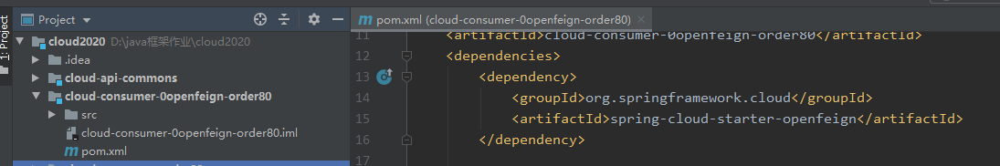 Project
1: Project
cloud2020 D:\java框架作业\cloud2020
.idea
cloud-api-commons
cloud-consumer-0openfeign-order80
src
cloud-consumer-0openfeign-order80.iml
pom.xml
pom.xml (cloud-consumer-0openfeign-order80)
11 <artifactId>cloud-consumer-0openfeign-order80</artifactId>
12 <dependencies>
13 <dependency>
14 <groupId>org.springframework.cloud</groupId>
15 <artifactId>spring-cloud-starter-openfeign</artifactId>
16 </dependency>
17